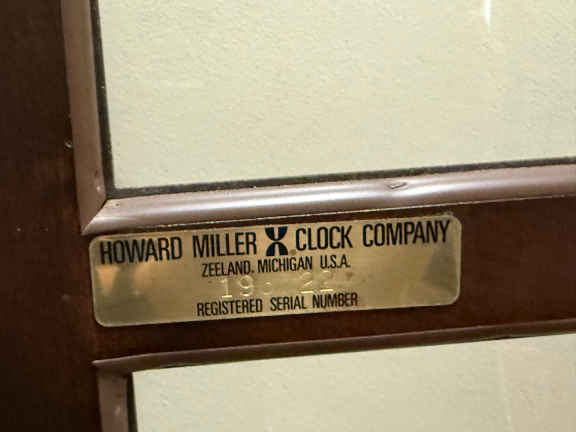 HOWARD MILLER CLOCK COMPANY
ZEELAND, MICHIGAN U.S.A.
REGISTERED SERIAL NUMBER